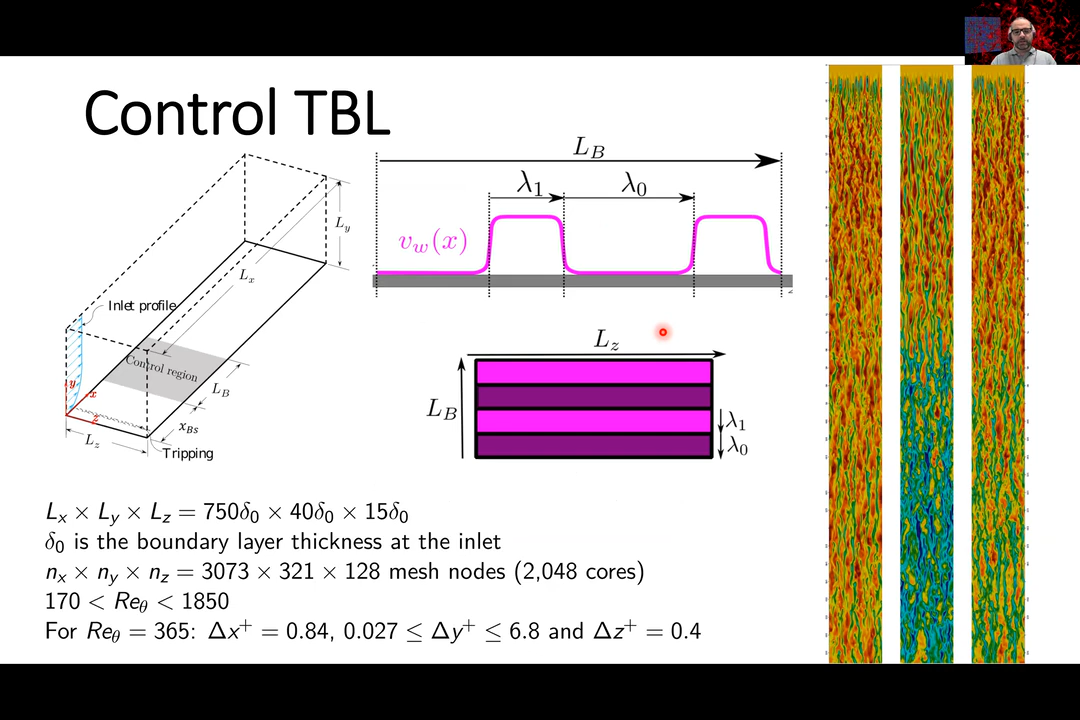 Control TBL
L_B
λ₁
λ₀
v_w(x)
L_y
L_x
Inlet profile
Control region
L_B
y
x
z
x_Bs
L_z
Tripping
L_z
L_B
λ₁
λ₀
L_x × L_y × L_z = 750δ₀ × 40δ₀ × 15δ₀
δ₀ is the boundary layer thickness at the inlet
n_x × n_y × n_z = 3073 × 321 × 128 mesh nodes (2,048 cores)
170 < Re_θ < 1850
For Re_θ = 365: Δx⁺ = 0.84, 0.027 ≤ Δy⁺ ≤ 6.8 and Δz⁺ = 0.4